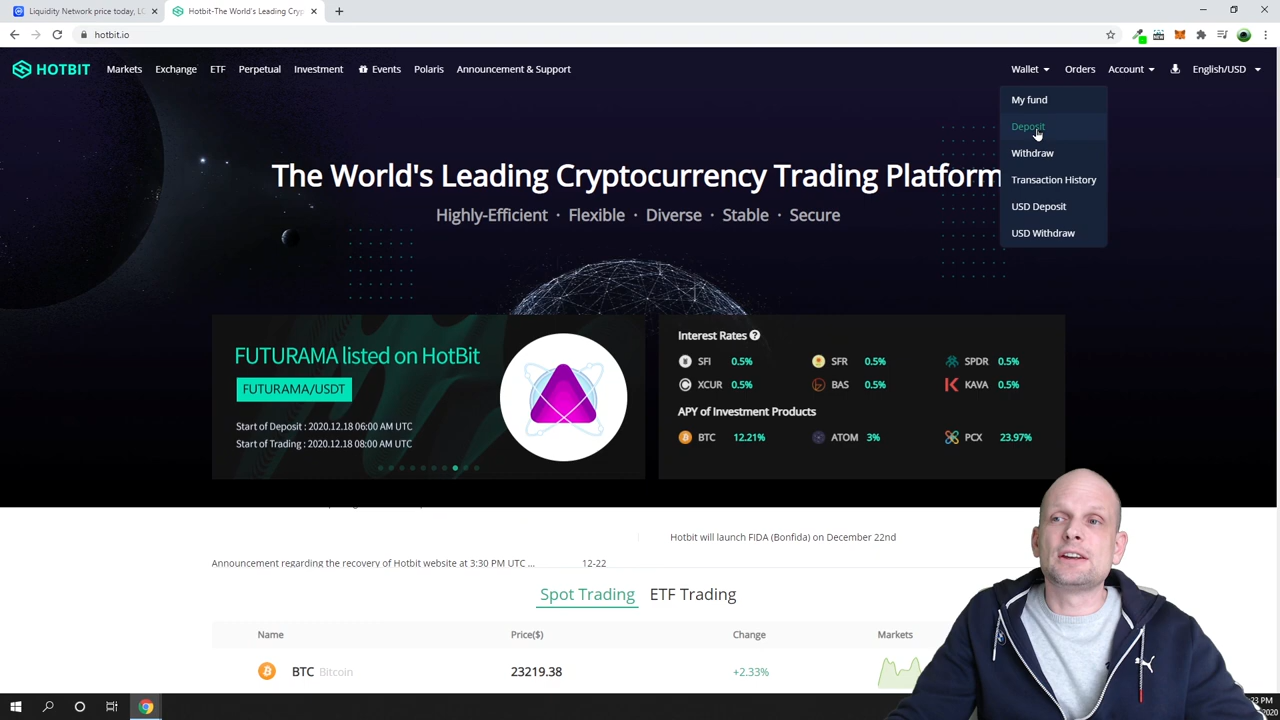 Liquidity Network price today, LC
Hotbit-The World's Leading Cryp
hotbit.io
HOTBIT
Markets
Exchange
ETF
Perpetual
Investment
Events
Polaris
Announcement & Support
Wallet
Orders
Account
English/USD
My fund
Deposit
Withdraw
Transaction History
USD Deposit
USD Withdraw
The World's Leading Cryptocurrency Trading Platform
Highly-Efficient · Flexible · Diverse · Stable · Secure
FUTURAMA listed on HotBit
FUTURAMA/USDT
Start of Deposit : 2020.12.18 06:00 AM UTC
Start of Trading : 2020.12.18 08:00 AM UTC
Interest Rates ?
SFI 0.5% SFR 0.5% SPDR 0.5%
XCUR 0.5% BAS 0.5% KAVA 0.5%
APY of Investment Products
BTC 12.21% ATOM 3% PCX 23.97%
Hotbit will launch FIDA (Bonfida) on December 22nd
Announcement regarding the recovery of Hotbit website at 3:30 PM UTC ... 12-22
Spot Trading ETF Trading
Name Price($) Change Markets
BTC Bitcoin 23219.38 +2.33%
:23 PM
2020